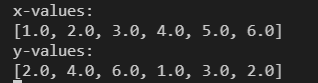 x-values:
[1.0, 2.0, 3.0, 4.0, 5.0, 6.0]
y-values:
[2.0, 4.0, 6.0, 1.0, 3.0, 2.0]